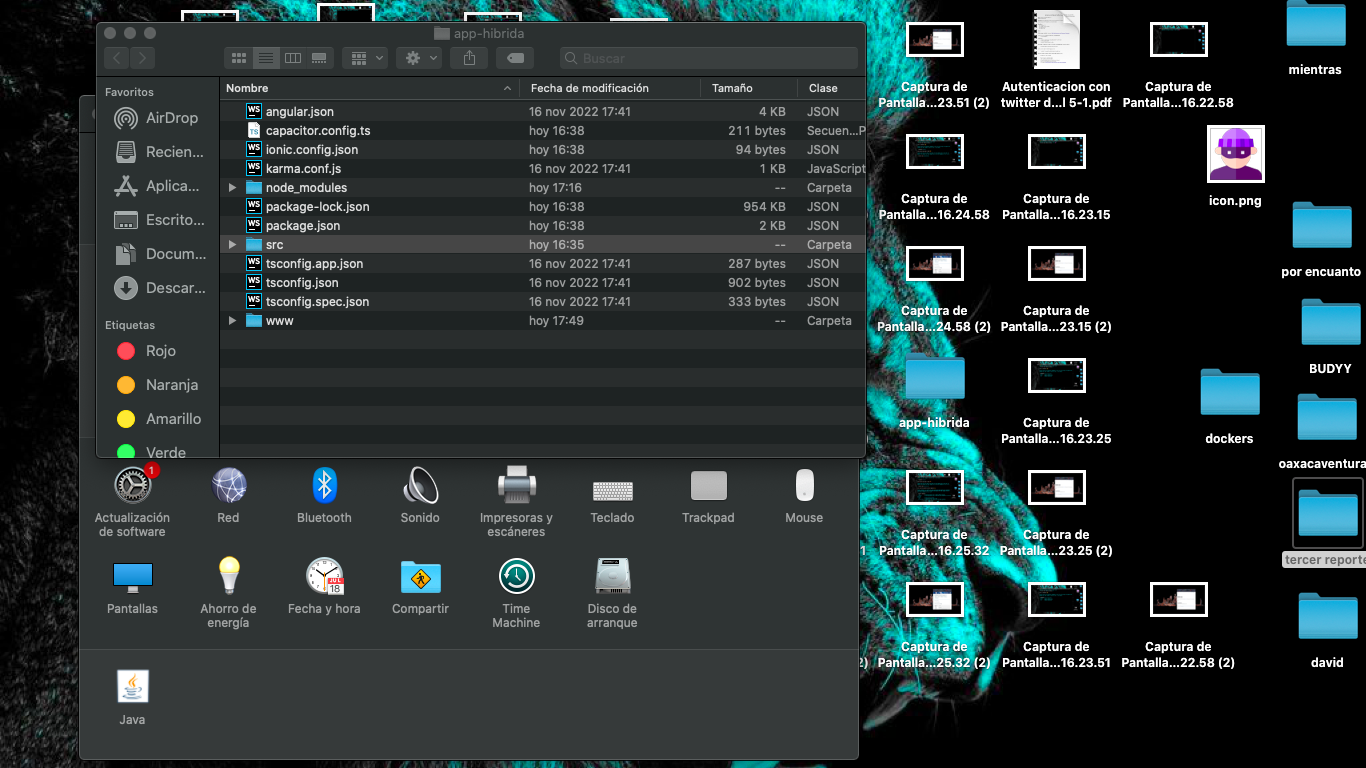 app-hibrida
Buscar
Favoritos
AirDrop
Recien...
Aplica...
Escrito...
Docum...
Descar...
Etiquetas
Rojo
Naranja
Amarillo
Verde
Nombre Fecha de modificación Tamaño Clase
angular.json 16 nov 2022 17:41 4 KB JSON
capacitor.config.ts hoy 16:38 211 bytes Secuen...P
ionic.config.json hoy 16:38 94 bytes JSON
karma.conf.js hoy 16:38 1 KB JavaScript
node_modules hoy 17:16 -- Carpeta
package-lock.json hoy 16:38 954 KB JSON
package.json hoy 16:38 2 KB JSON
src hoy 16:35 -- Carpeta
tsconfig.app.json 16 nov 2022 17:41 287 bytes JSON
tsconfig.json 16 nov 2022 17:41 902 bytes JSON
tsconfig.spec.json 16 nov 2022 17:41 333 bytes JSON
www hoy 17:49 -- Carpeta
1
Actualización
de software
Red
Bluetooth
Sonido
Impresoras y
escáneres
Teclado
Trackpad
Mouse
Pantallas
Ahorro de
energía
JUL
18
Fecha y hora
Compartir
Time
Machine
Disco de
arranque
Java
Captura de
Pantalla...23.51 (2)
Autenticacion con
twitter d...l 5-1.pdf
Captura de
Pantalla...16.22.58
mientras
Captura de
Pantalla...16.24.58
Captura de
Pantalla...16.23.15
icon.png
por encuanto
Captura de
Pantalla...24.58 (2)
Captura de
Pantalla...23.15 (2)
BUDYY
app-hibrida
Captura de
Pantalla...16.23.25
dockers
oaxacaventura
Captura de
Pantalla...16.25.32
Captura de
Pantalla...23.25 (2)
tercer reporte
Captura de
Pantalla...25.32 (2)
Captura de
Pantalla...16.23.51
Captura de
Pantalla...22.58 (2)
david